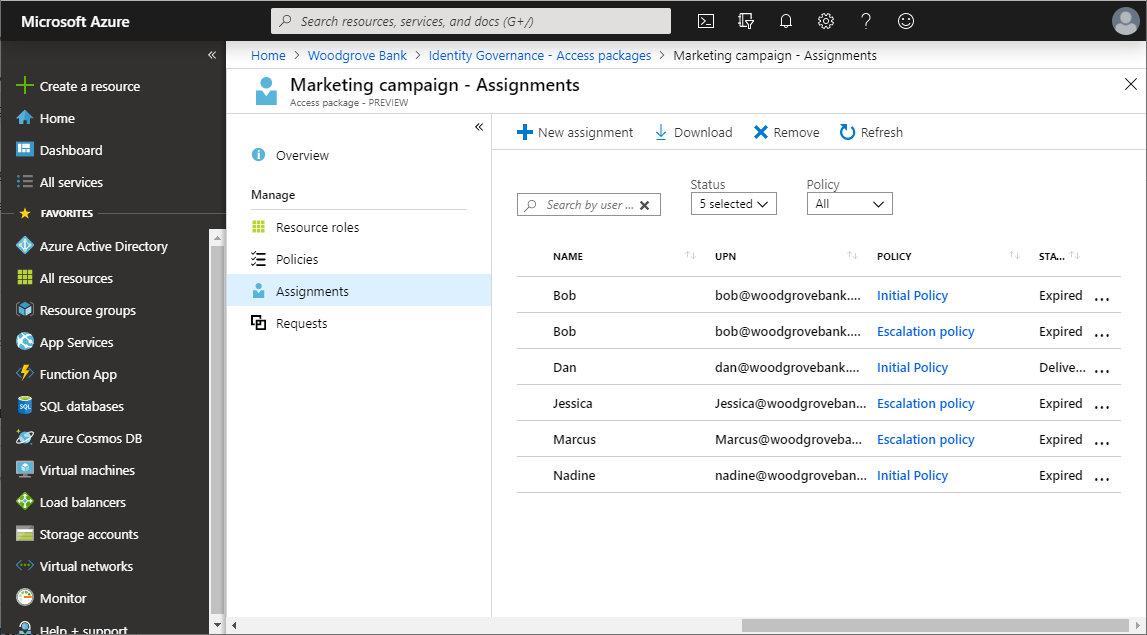 Microsoft Azure
Search resources, services, and docs (G+/)
Home > Woodgrove Bank > Identity Governance - Access packages > Marketing campaign - Assignments
Marketing campaign - Assignments
Access package - PREVIEW
Create a resource
Home
Dashboard
All services
FAVORITES
Azure Active Directory
All resources
Resource groups
App Services
Function App
SQL databases
Azure Cosmos DB
Virtual machines
Load balancers
Storage accounts
Virtual networks
Monitor
Help + support
Overview
Manage
Resource roles
Policies
Assignments
Requests
New assignment Download Remove Refresh
Status Policy
Search by user ... 5 selected All
NAME UPN POLICY STA...
Bob bob@woodgrovebank.... Initial Policy Expired ...
Bob bob@woodgrovebank.... Escalation policy Expired ...
Dan dan@woodgrovebank.... Initial Policy Delive... ...
Jessica Jessica@woodgroveban... Escalation policy Expired ...
Marcus Marcus@woodgroveba... Escalation policy Expired ...
Nadine nadine@woodgroveban... Initial Policy Expired ...